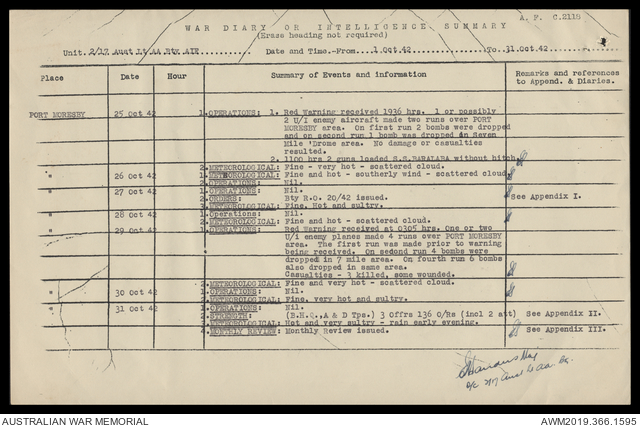 A. F. C.2118
WAR DIARY OR INTELLIGENCE SUMMARY
(Erase heading not required)
Unit. 2/17 Aust Lt AA Bty AIF Date and Time.-From 1 Oct 42 To 31 Oct 42
Place Date Hour Summary of Events and information Remarks and references to Append. & Diaries.
PORT MORESBY 25 Oct 42 1. OPERATIONS: 1. Red Warning received 1936 hrs. 1 or possibly
2 U/I enemy aircraft made two runs over PORT
MORESBY area. On first run 2 bombs were dropped
and on second run 1 bomb was dropped in Seven
Mile 'Drome area. No damage or casualties
resulted.
2. 1100 hrs 2 guns loaded S.S. BARALABA without hitch.
2. METEOROLOGICAL: Fine - very hot - scattered cloud.
" 26 Oct 42 1. METEOROLOGICAL: Fine and hot - southerly wind - scattered cloud
2. OPERATIONS: Nil.
" 27 Oct 42 1. OPERATIONS: Nil.
2. ORDERS: Bty R.O. 20/42 issued. See Appendix I.
3. METEOROLOGICAL: Fine. Hot and sultry.
" 28 Oct 42 1. Operations: Nil.
2. METEOROLOGICAL: Fine and hot - scattered cloud.
" 29 Oct 42 1. OPERATIONS: Red Warning received at 0305 hrs. One or two
U/I enemy planes made 4 runs over PORT MORESBY
area. The first run was made prior to warning
being received. On second run 4 bombs were
dropped in 7 mile area. On fourth run 6 bombs
also dropped in same area.
Casualties - 3 killed, some wounded.
2. METEOROLOGICAL: Fine and very hot - scattered cloud.
" 30 Oct 42 1. OPERATIONS: Nil.
2. METEOROLOGICAL: Fine, very hot and sultry.
" 31 Oct 42 1. OPERATIONS: Nil.
2. STRENGTH: (B.H.Q., A & D Tps.) 3 Offrs 136 O/Rs (incl 2 att) See Appendix II.
METEOROLOGICAL: Hot and very sultry - rain early evening.
MONTHLY REVIEW: Monthly Review issued. See Appendix III.
O/C 2/17 Aust Lt AA. Bty.
AUSTRALIAN WAR MEMORIAL AWM2019.366.1595